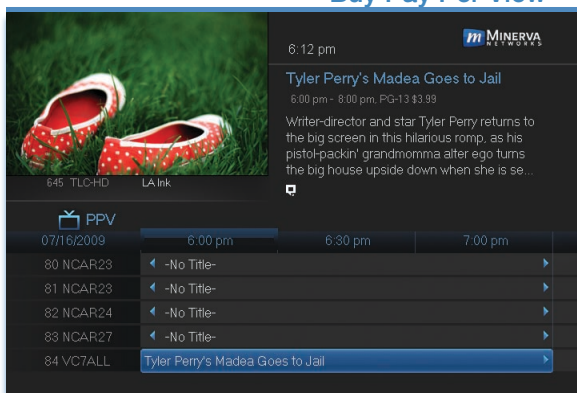 Buy Pay Per View
6:12 pm
m MINERVA
NETWORKS
Tyler Perry's Madea Goes to Jail
6:00 pm - 8:00 pm, PG-13 $3.99
Writer-director and star Tyler Perry returns to
the big screen in this hilarious romp, as his
pistol-packin' grandmomma alter ego turns
the big house upside down when she is se...
645 TLC-HD LA Ink
PPV
07/16/2009 6:00 pm 6:30 pm 7:00 pm
80 NCAR23 -No Title-
81 NCAR23 -No Title-
82 NCAR24 -No Title-
83 NCAR27 -No Title-
84 VC7ALL Tyler Perry's Madea Goes to Jail